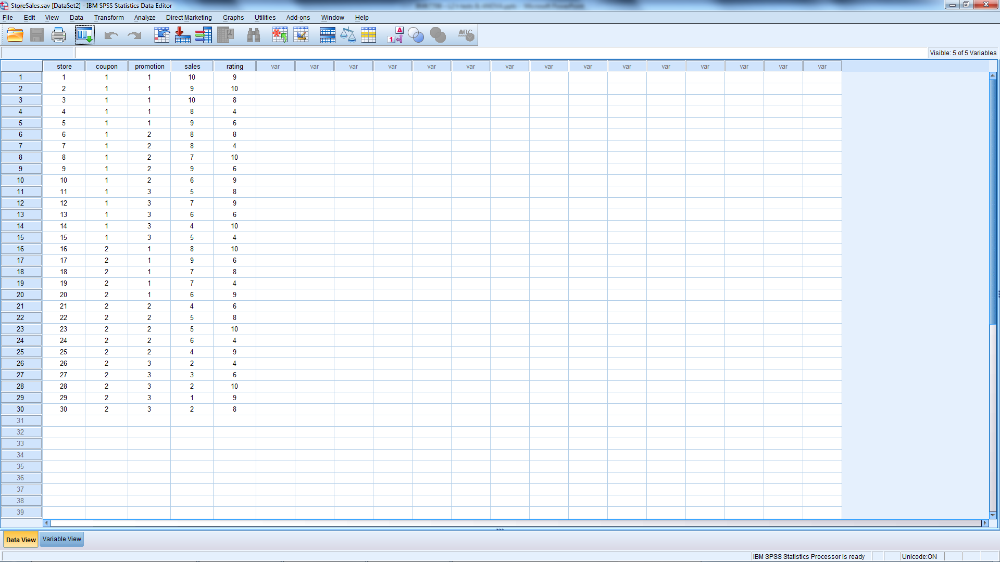 StoreSales.sav [DataSet2] - IBM SPSS Statistics Data Editor
File Edit View Data Transform Analyze Direct Marketing Graphs Utilities Add-ons Window Help
Visible: 5 of 5 Variables
store coupon promotion sales rating var var var var var var var var var var var var var var var
1 1 1 1 10 9
2 2 1 1 9 10
3 3 1 1 10 8
4 4 1 1 8 4
5 5 1 1 9 6
6 6 1 2 8 8
7 7 1 2 8 4
8 8 1 2 7 10
9 9 1 2 9 6
10 10 1 2 6 9
11 11 1 3 5 8
12 12 1 3 7 9
13 13 1 3 6 6
14 14 1 3 4 10
15 15 1 3 5 4
16 16 2 1 8 10
17 17 2 1 9 6
18 18 2 1 7 8
19 19 2 1 7 4
20 20 2 1 6 9
21 21 2 2 4 6
22 22 2 2 5 8
23 23 2 2 5 10
24 24 2 2 6 4
25 25 2 2 4 9
26 26 2 3 2 4
27 27 2 3 3 6
28 28 2 3 2 10
29 29 2 3 1 9
30 30 2 3 2 8
31
32
33
34
35
36
37
38
39
Data View Variable View
IBM SPSS Statistics Processor is ready Unicode:ON